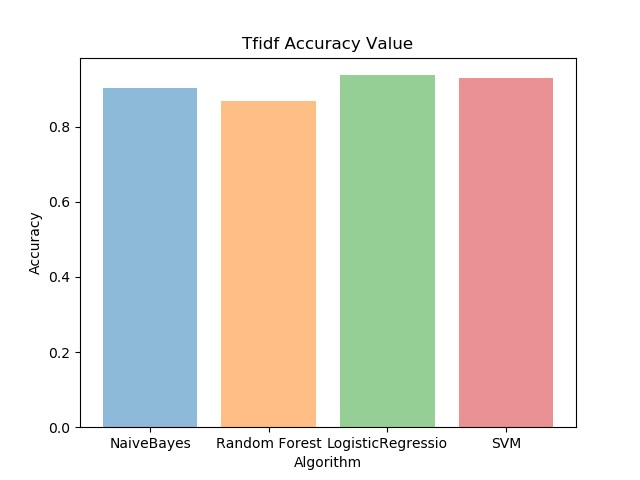 Tfidf Accuracy Value
Accuracy
0.8
0.6
0.4
0.2
0.0
NaiveBayes Random Forest LogisticRegressio SVM
Algorithm